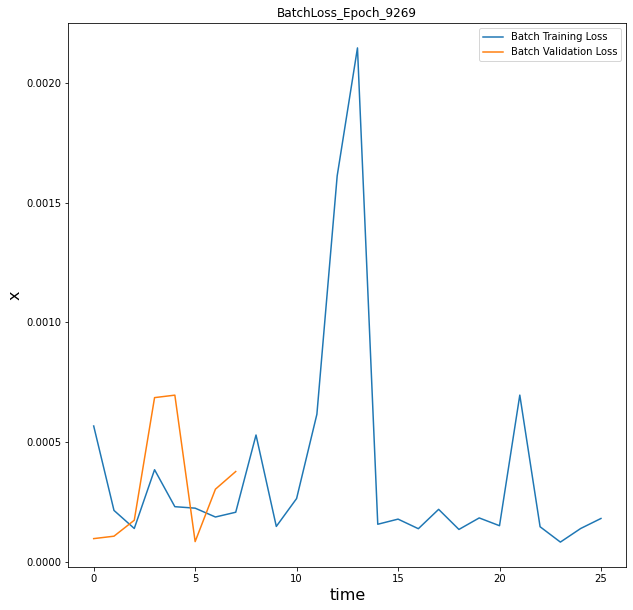 BatchLoss_Epoch_9269
Batch Training Loss
Batch Validation Loss
0.0020
0.0015
x
0.0010
0.0005
0.0000
0 5 10 15 20 25
time